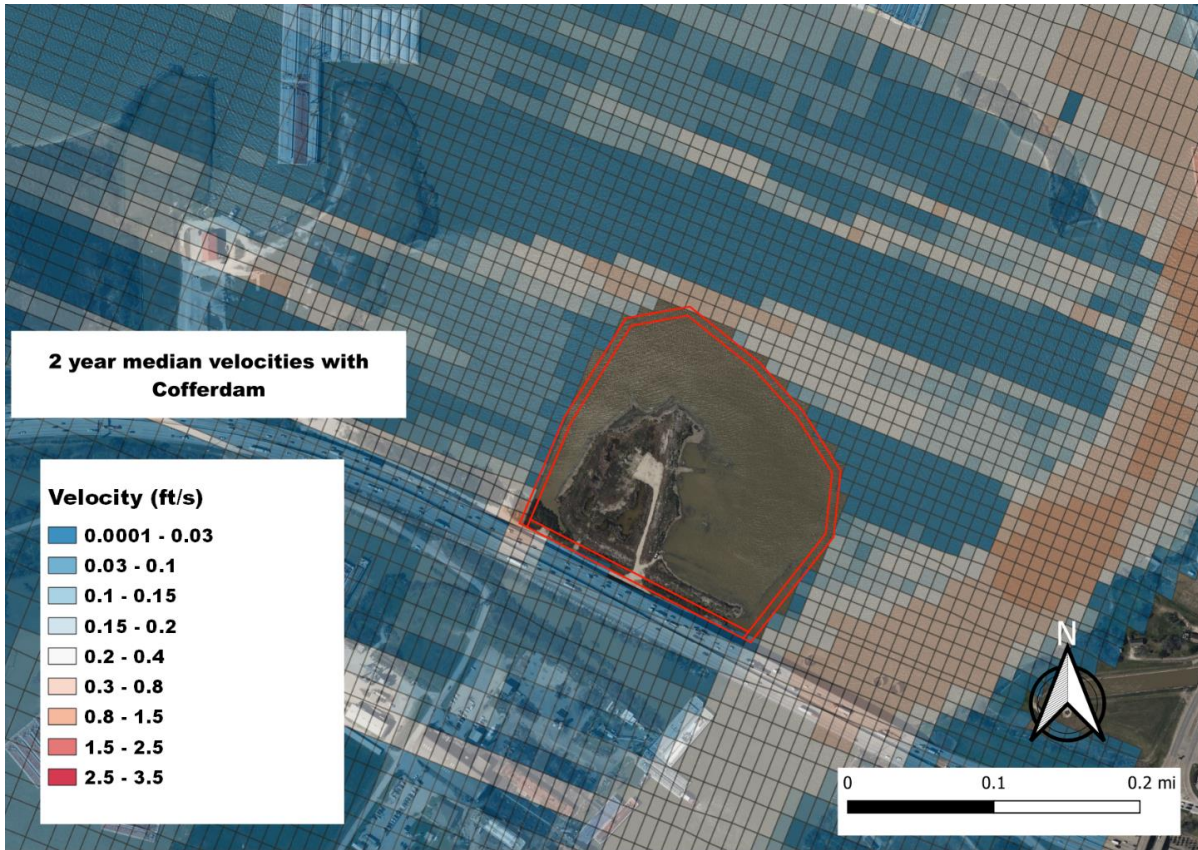 2 year median velocities with
Cofferdam
Velocity (ft/s)
0.0001 - 0.03
0.03 - 0.1
0.1 - 0.15
0.15 - 0.2
0.2 - 0.4
0.3 - 0.8
0.8 - 1.5
1.5 - 2.5
2.5 - 3.5
N
0 0.1 0.2 mi